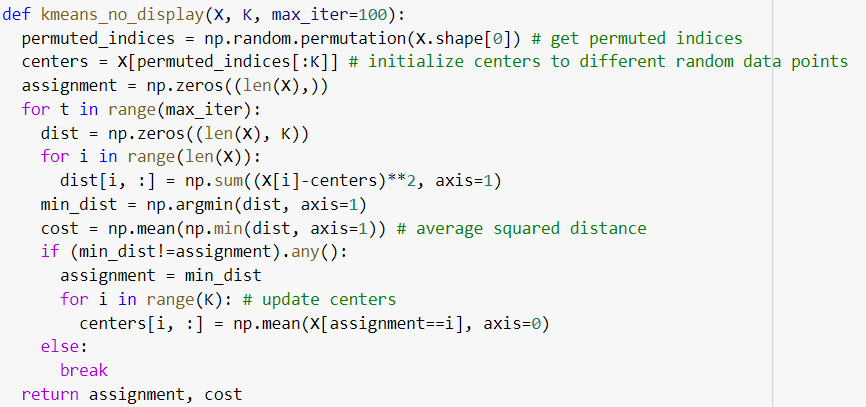 def kmeans_no_display(X, K, max_iter=100):
  permuted_indices = np.random.permutation(X.shape[0]) # get permuted indices
  centers = X[permuted_indices[:K]] # initialize centers to different random data points
  assignment = np.zeros((len(X),))
  for t in range(max_iter):
    dist = np.zeros((len(X), K))
    for i in range(len(X)):
      dist[i, :] = np.sum((X[i]-centers)**2, axis=1)
    min_dist = np.argmin(dist, axis=1)
    cost = np.mean(np.min(dist, axis=1)) # average squared distance
    if (min_dist!=assignment).any():
      assignment = min_dist
      for i in range(K): # update centers
        centers[i, :] = np.mean(X[assignment==i], axis=0)
    else:
      break
  return assignment, cost